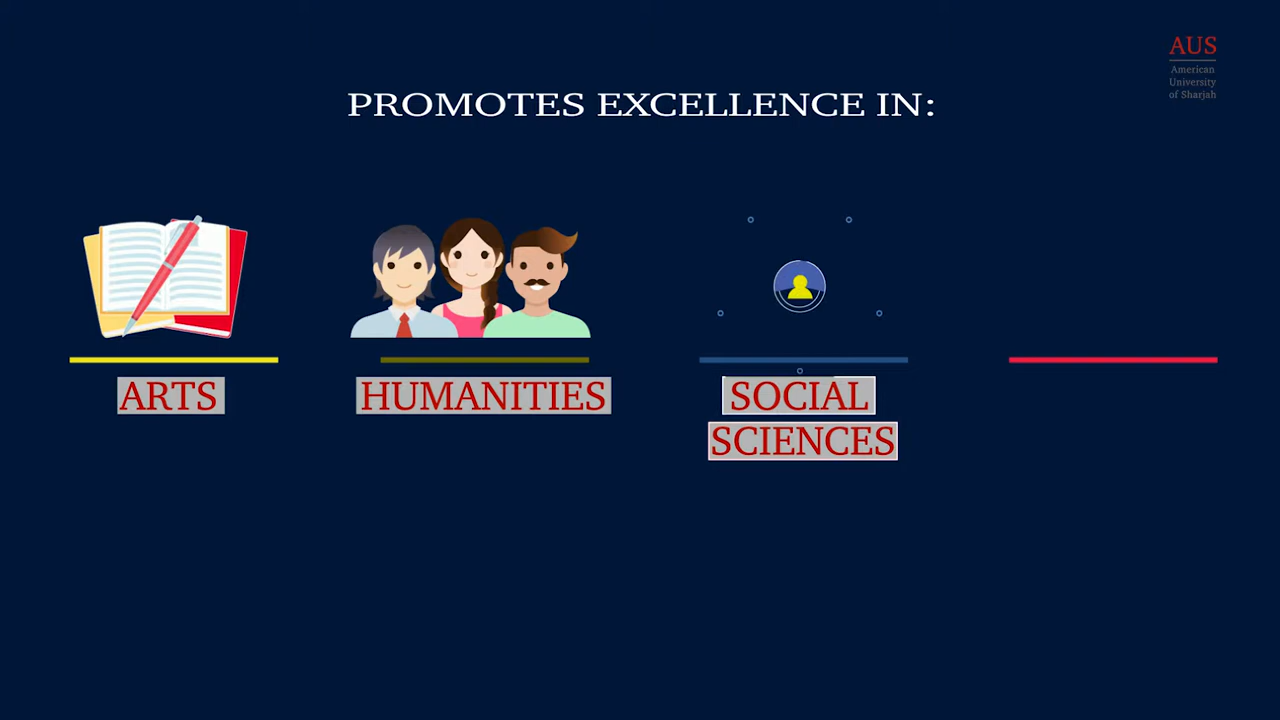 AUS
American
University
of Sharjah
PROMOTES EXCELLENCE IN:
ARTS
HUMANITIES
SOCIAL
SCIENCES